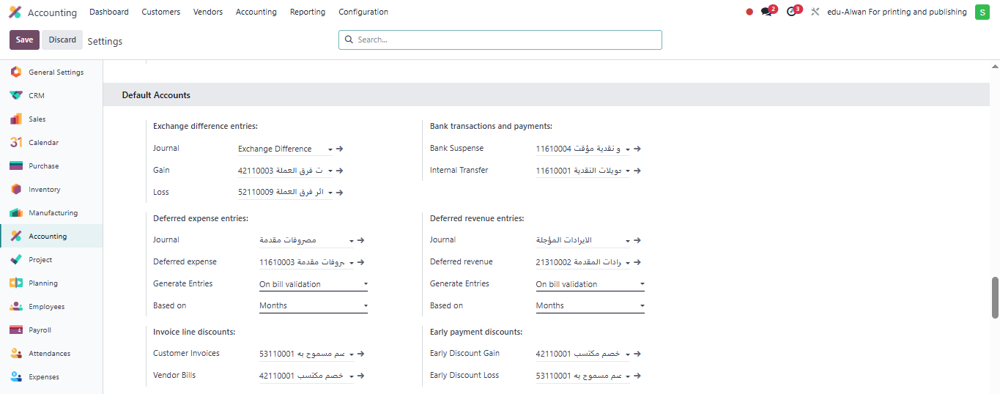 Accounting Dashboard Customers Vendors Accounting Reporting Configuration 2 3 edu-Alwan For printing and publishing S
Save Discard Settings Search...
General Settings
CRM
Sales
31 Calendar
Purchase
Inventory
Manufacturing
Accounting
Project
Planning
Employees
Payroll
Attendances
Expenses
Default Accounts
Exchange difference entries:
Journal Exchange Difference
Gain 42110003 ت فرق العملة
Loss 52110009 ائر فرق العملة
Bank transactions and payments:
Bank Suspense 11610004 و نقدية مؤقت
Internal Transfer 11610001 حويلات النقدية
Deferred expense entries:
Journal مصروفات مقدمة
Deferred expense 11610003 صروفات مقدمة
Generate Entries On bill validation
Based on Months
Deferred revenue entries:
Journal الايرادات المؤجلة
Deferred revenue 21310002 رادات المقدمة
Generate Entries On bill validation
Based on Months
Invoice line discounts:
Customer Invoices 53110001 صم مسموح به
Vendor Bills 42110001 خصم مكتسب
Early payment discounts:
Early Discount Gain 42110001 خصم مكتسب
Early Discount Loss 53110001 صم مسموح به